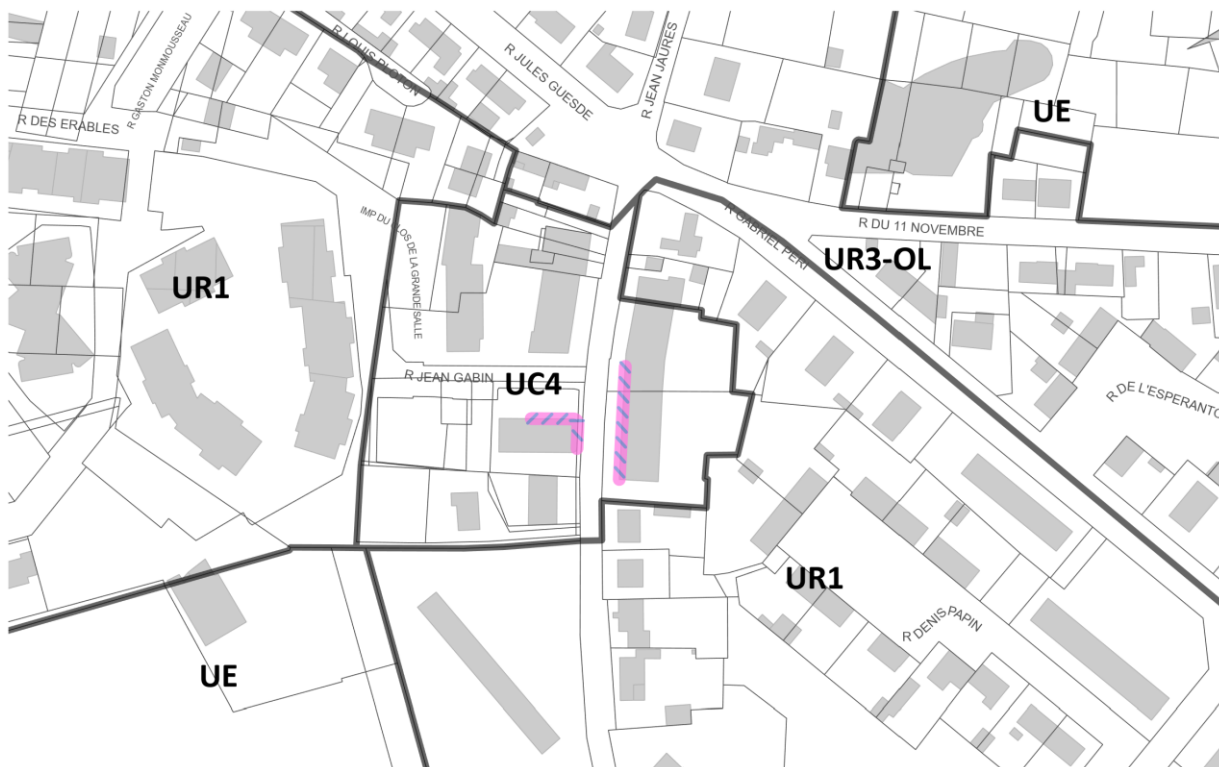 R GASTON MONMOUSSEAU
R LOUIS PLOTON
R JULES GUESDE
R JEAN JAURES
R DES ERABLES
UE
R DU 11 NOVEMBRE
R GABRIEL PERI
IMP DU CLOS DE LA GRANDE SALLE
UR3-OL
UR1
R JEAN GABIN
UC4
R DE L'ESPERANTO
UR1
R DENIS PAPIN
UE